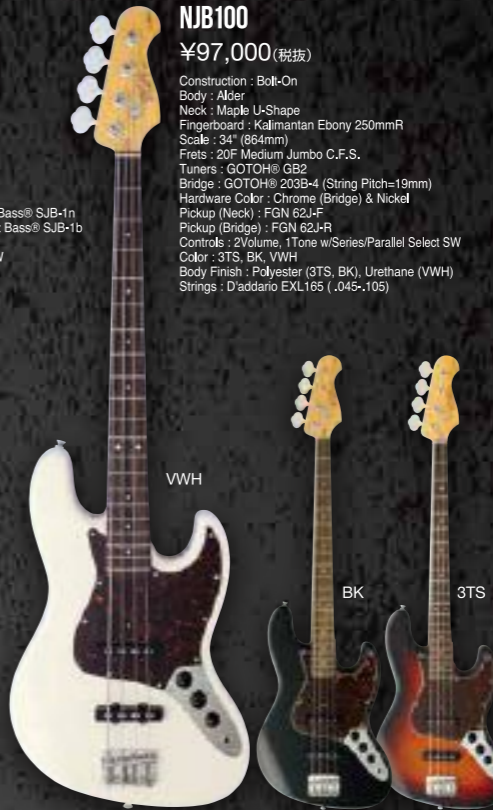 NJB100
¥97,000(税抜)
Construction : Bolt-On
Body : Alder
Neck : Maple U-Shape
Fingerboard : Kalimantan Ebony 250mmR
Scale : 34" (864mm)
Frets : 20F Medium Jumbo C.F.S.
Tuners : GOTOH® GB2
Bridge : GOTOH® 203B-4 (String Pitch=19mm)
Hardware Color : Chrome (Bridge) & Nickel
Pickup (Neck) : FGN 62J-F
Pickup (Bridge) : FGN 62J-R
Controls : 2Volume, 1Tone w/Series/Parallel Select SW
Color : 3TS, BK, VWH
Body Finish : Polyester (3TS, BK), Urethane (VWH)
Strings : D'addario EXL165 ( .045-.105)
Bass® SJB-1n
Bass® SJB-1b
VWH
BK
3TS